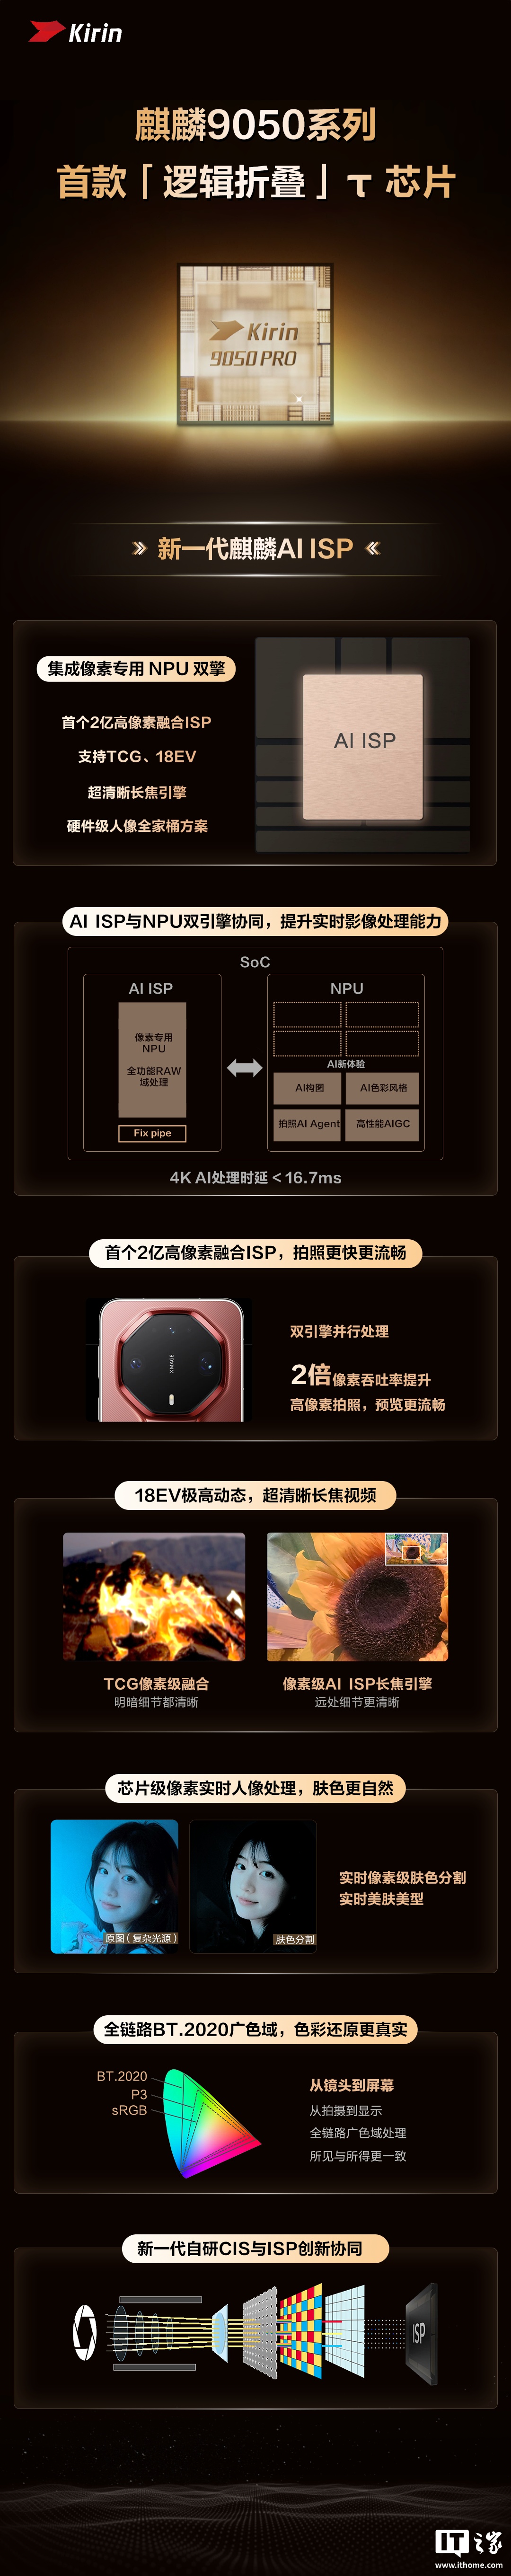 Kirin
麒麟9050系列
首款「逻辑折叠」τ 芯片
Kirin
9050 PRO
新一代麒麟AI ISP
集成像素专用 NPU 双擎
首个2亿高像素融合ISP
支持TCG、18EV
超清晰长焦引擎
硬件级人像全家桶方案
AI ISP
AI ISP与NPU双引擎协同，提升实时影像处理能力
SoC
AI ISP
像素专用
NPU
全功能RAW
域处理
Fix pipe
NPU
AI新体验
AI构图
AI色彩风格
拍照AI Agent
高性能AIGC
4K AI处理时延 < 16.7ms
首个2亿高像素融合ISP，拍照更快更流畅
XMAGE
双引擎并行处理
2倍像素吞吐率提升
高像素拍照，预览更流畅
18EV极高动态，超清晰长焦视频
TCG像素级融合
明暗细节都清晰
像素级AI ISP长焦引擎
远处细节更清晰
芯片级像素实时人像处理，肤色更自然
原图（复杂光源）
肤色分割
实时像素级肤色分割
实时美肤美型
全链路BT.2020广色域，色彩还原更真实
BT.2020
P3
sRGB
从镜头到屏幕
从拍摄到显示
全链路广色域处理
所见与所得更一致
新一代自研CIS与ISP创新协同
ISP
IT之家
www.ithome.com